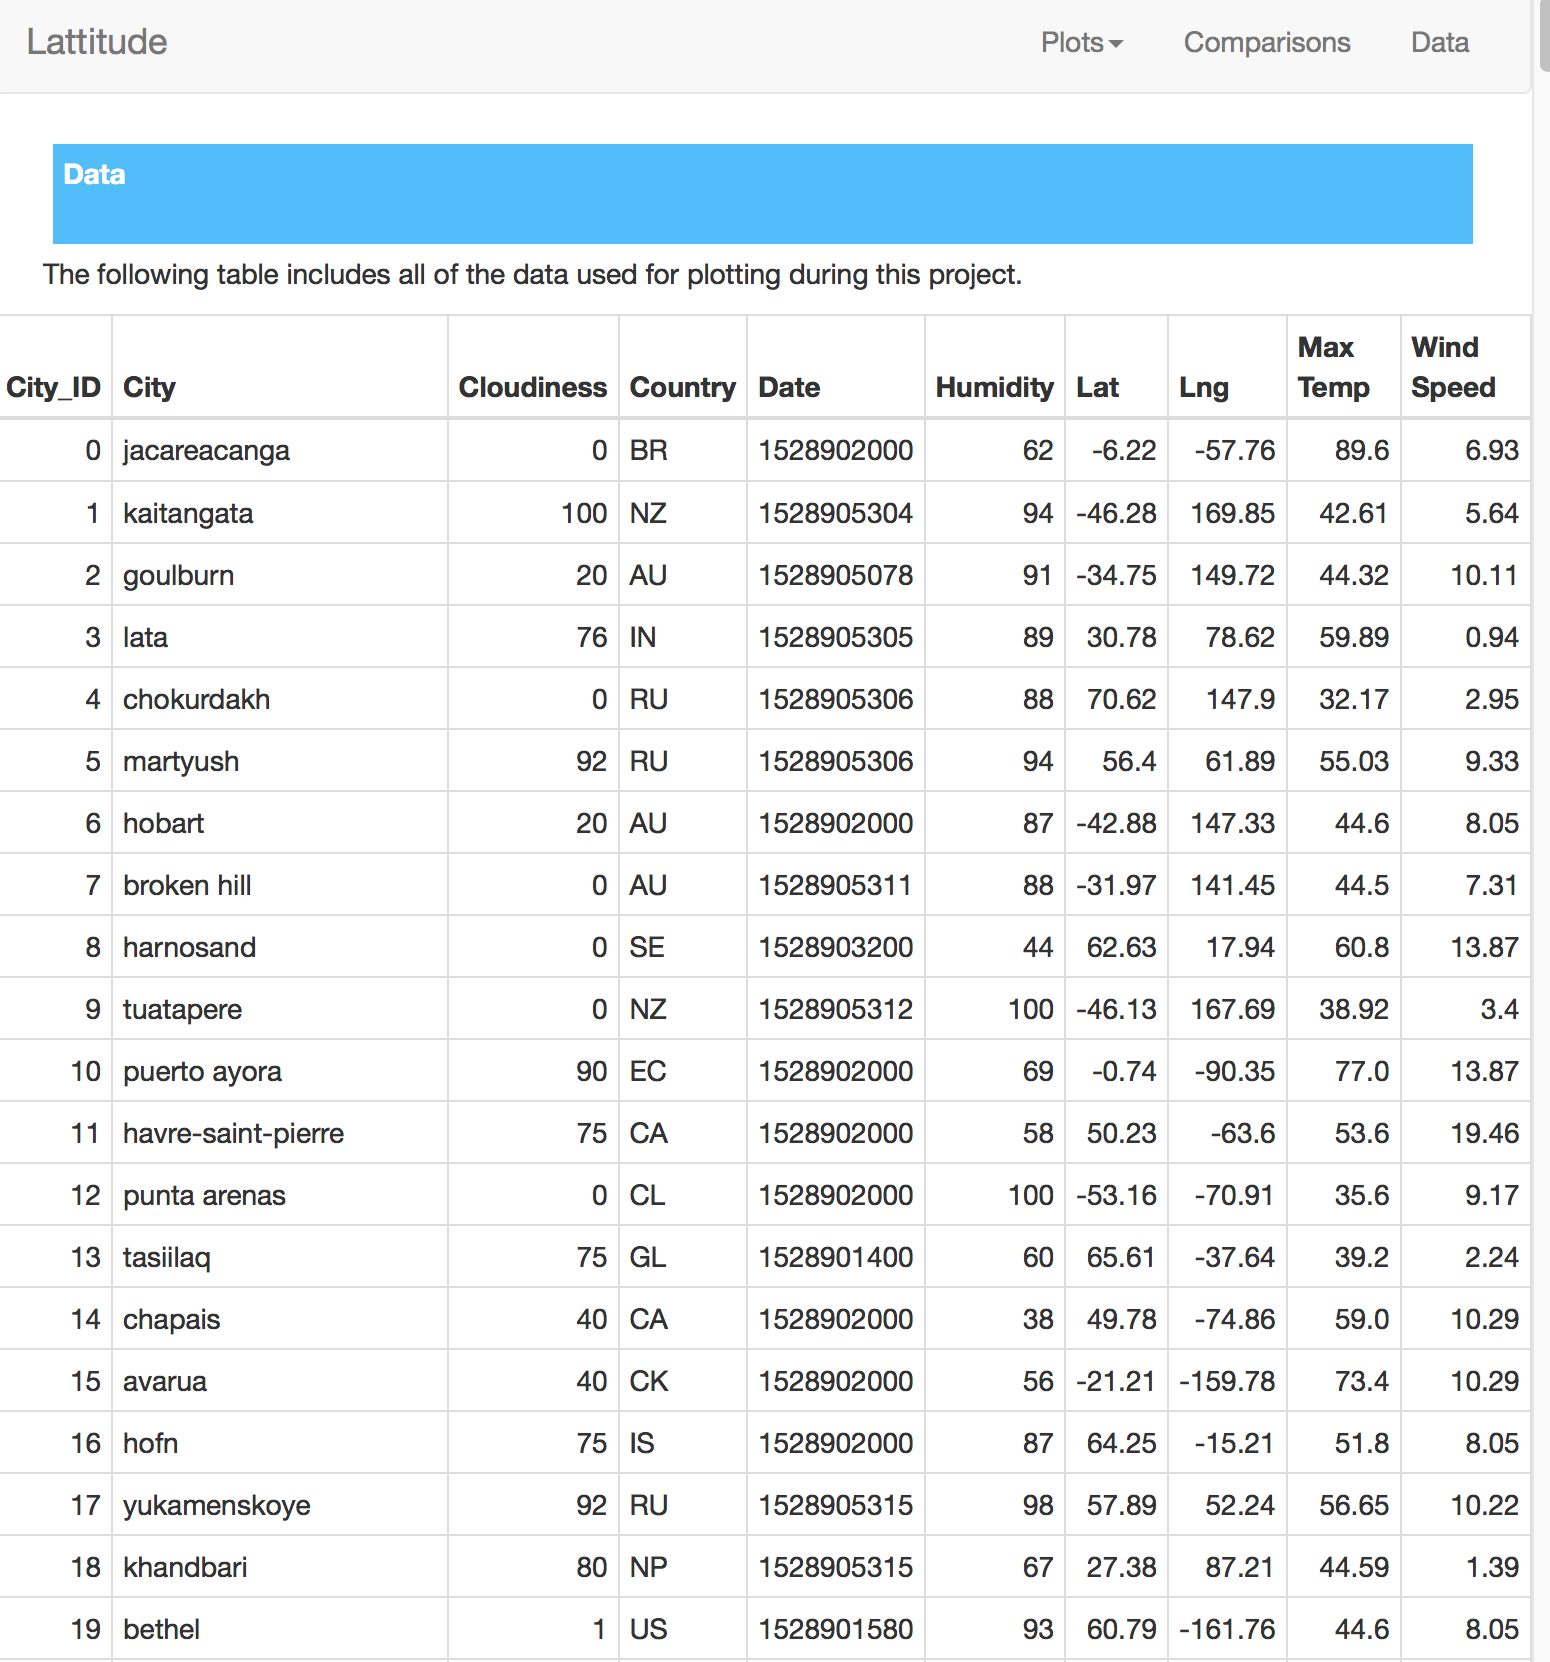 Lattitude Plots Comparisons Data
Data
The following table includes all of the data used for plotting during this project.
City_ID City Cloudiness Country Date Humidity Lat Lng Max Temp Wind Speed
0 jacareacanga 0 BR 1528902000 62 -6.22 -57.76 89.6 6.93
1 kaitangata 100 NZ 1528905304 94 -46.28 169.85 42.61 5.64
2 goulburn 20 AU 1528905078 91 -34.75 149.72 44.32 10.11
3 lata 76 IN 1528905305 89 30.78 78.62 59.89 0.94
4 chokurdakh 0 RU 1528905306 88 70.62 147.9 32.17 2.95
5 martyush 92 RU 1528905306 94 56.4 61.89 55.03 9.33
6 hobart 20 AU 1528902000 87 -42.88 147.33 44.6 8.05
7 broken hill 0 AU 1528905311 88 -31.97 141.45 44.5 7.31
8 harnosand 0 SE 1528903200 44 62.63 17.94 60.8 13.87
9 tuatapere 0 NZ 1528905312 100 -46.13 167.69 38.92 3.4
10 puerto ayora 90 EC 1528902000 69 -0.74 -90.35 77.0 13.87
11 havre-saint-pierre 75 CA 1528902000 58 50.23 -63.6 53.6 19.46
12 punta arenas 0 CL 1528902000 100 -53.16 -70.91 35.6 9.17
13 tasiilaq 75 GL 1528901400 60 65.61 -37.64 39.2 2.24
14 chapais 40 CA 1528902000 38 49.78 -74.86 59.0 10.29
15 avarua 40 CK 1528902000 56 -21.21 -159.78 73.4 10.29
16 hofn 75 IS 1528902000 87 64.25 -15.21 51.8 8.05
17 yukamenskoye 92 RU 1528905315 98 57.89 52.24 56.65 10.22
18 khandbari 80 NP 1528905315 67 27.38 87.21 44.59 1.39
19 bethel 1 US 1528901580 93 60.79 -161.76 44.6 8.05